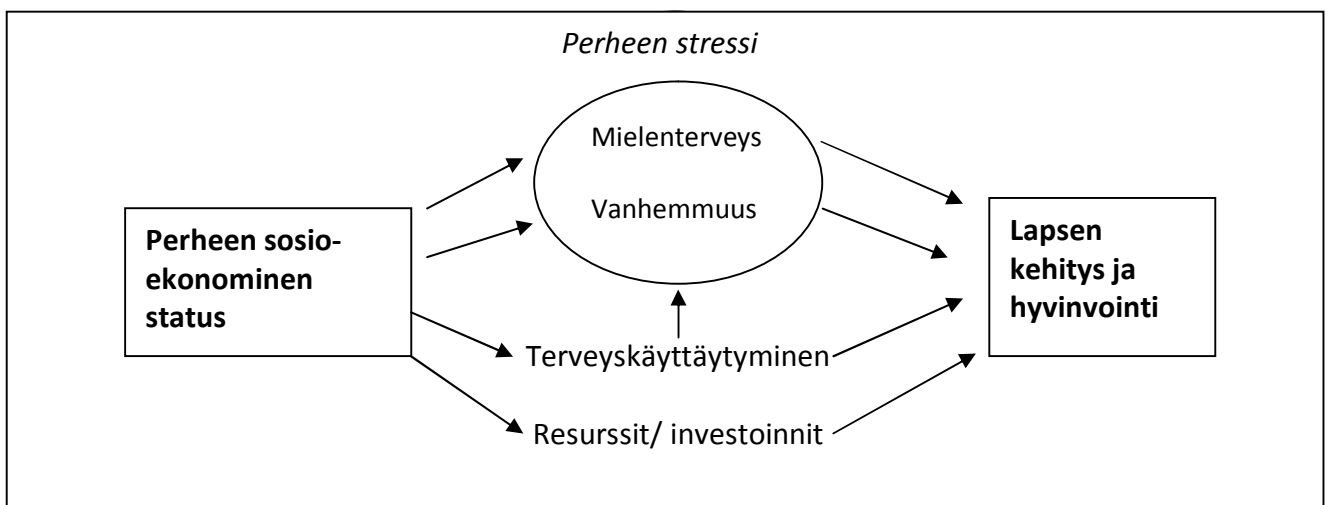 Perheen stressi
Mielenterveys
Vanhemmuus
Perheen sosio-
ekonominen
status
Lapsen
kehitys ja
hyvinvointi
Terveyskäyttäytyminen
Resurssit/ investoinnit